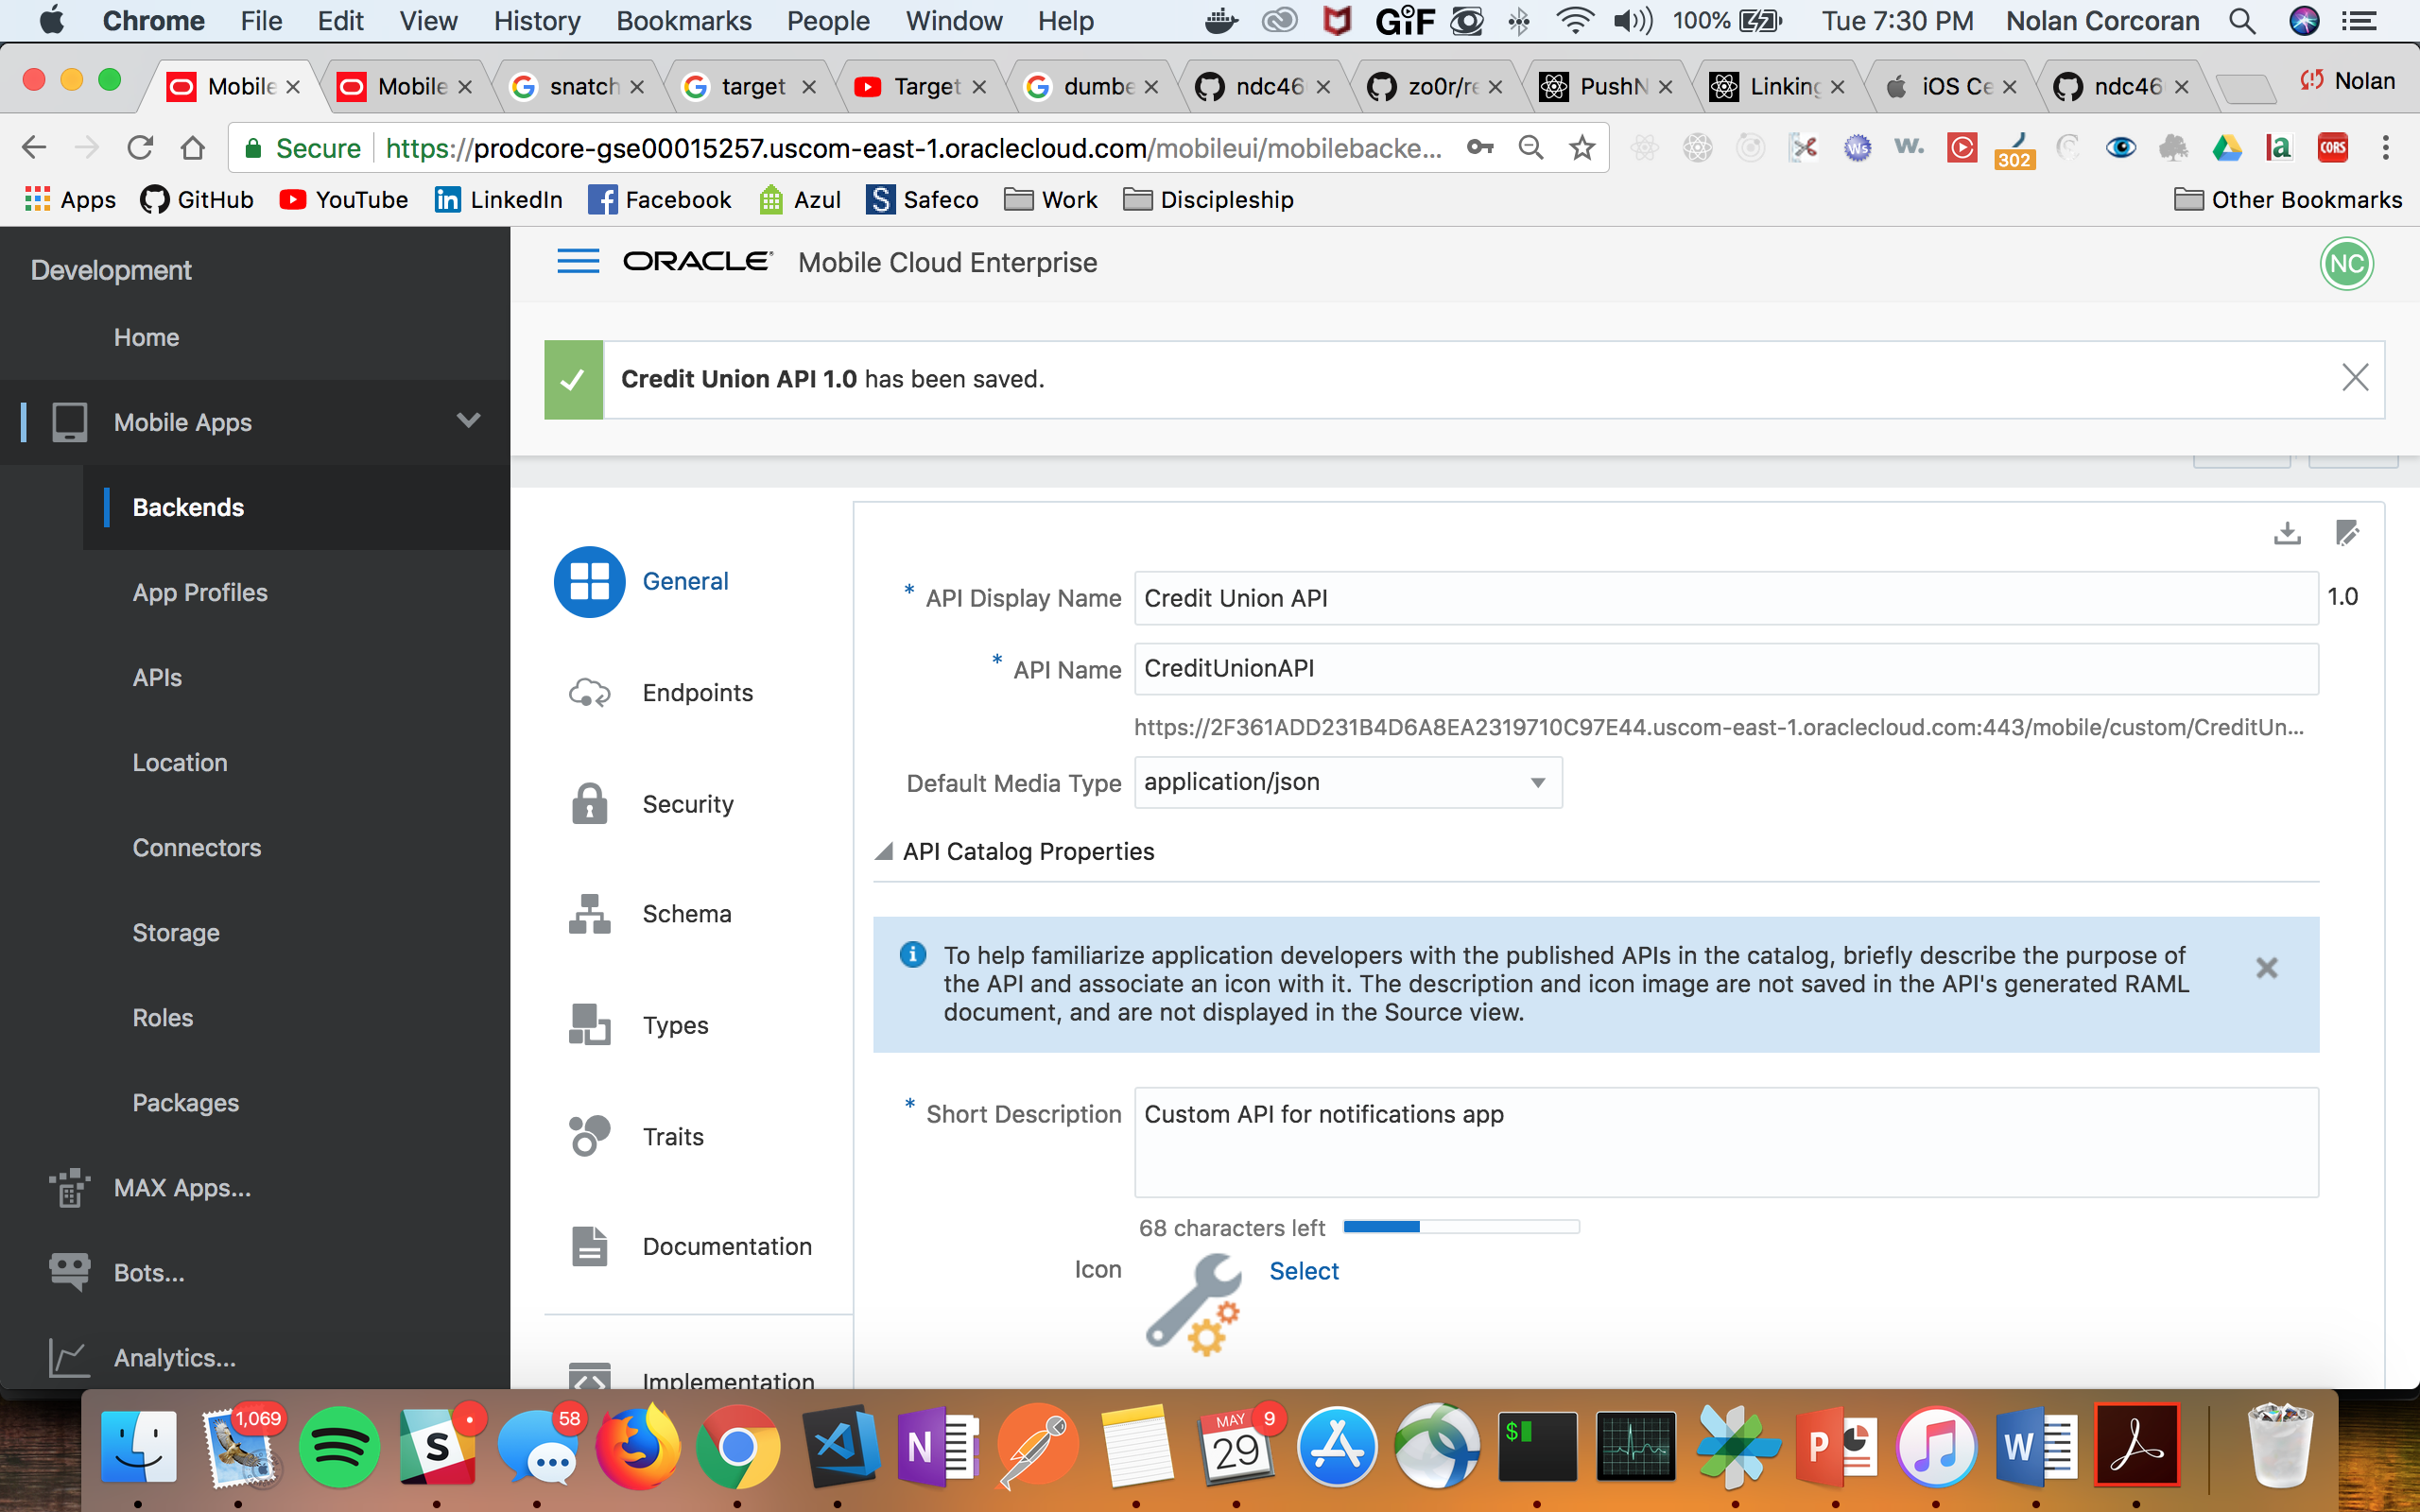 Chrome File Edit View History Bookmarks People Window Help GIF 100% Tue 7:30 PM Nolan Corcoran
Mobile Mobile snatch target Target dumbe ndc46 zo0r/re PushN Linking iOS Ce ndc46 Nolan
Secure https://prodcore-gse00015257.uscom-east-1.oraclecloud.com/mobileui/mobilebacke... Ws w. 302 a CORS
Apps GitHub YouTube LinkedIn Facebook Azul Safeco Work Discipleship Other Bookmarks
Development
Home
Mobile Apps
Backends
App Profiles
APIs
Location
Connectors
Storage
Roles
Packages
MAX Apps...
Bots...
Analytics...
ORACLE Mobile Cloud Enterprise NC
Credit Union API 1.0 has been saved.
General
Endpoints
Security
Schema
Types
Traits
Documentation
Implementation
* API Display Name Credit Union API 1.0
* API Name CreditUnionAPI
https://2F361ADD231B4D6A8EA2319710C97E44.uscom-east-1.oraclecloud.com:443/mobile/custom/CreditUn...
Default Media Type application/json
API Catalog Properties
To help familiarize application developers with the published APIs in the catalog, briefly describe the purpose of
the API and associate an icon with it. The description and icon image are not saved in the API's generated RAML
document, and are not displayed in the Source view.
* Short Description Custom API for notifications app
68 characters left
Icon Select
1,069 S 58 N MAY 9 29 $ P W